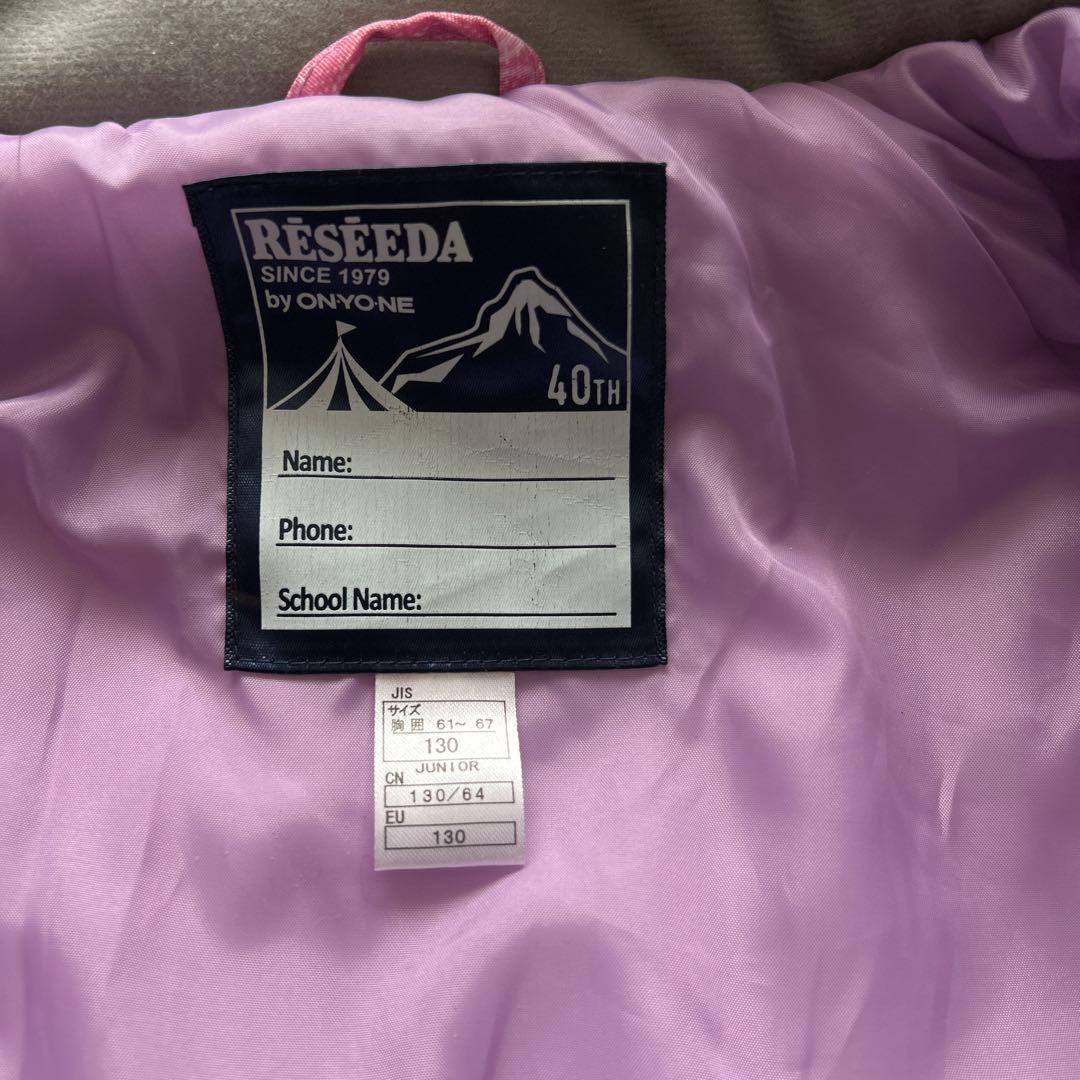 RĒSĒEDA
SINCE 1979
by ON·YO·NE
40TH
Name:
Phone:
School Name:
JIS
サイズ
胸囲 61~ 67
130
JUNIOR
CN
130/64
EU
130